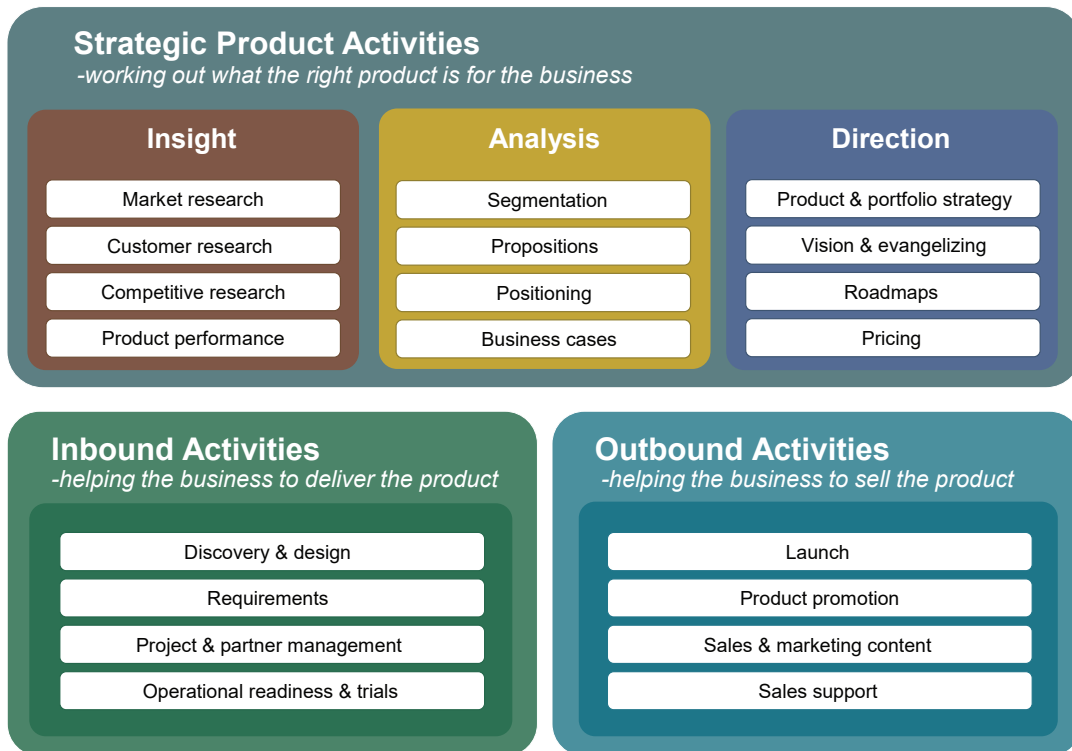 Strategic Product Activities
-working out what the right product is for the business
Insight
Market research
Customer research
Competitive research
Product performance
Analysis
Segmentation
Propositions
Positioning
Business cases
Direction
Product & portfolio strategy
Vision & evangelizing
Roadmaps
Pricing
Inbound Activities
-helping the business to deliver the product
Discovery & design
Requirements
Project & partner management
Operational readiness & trials
Outbound Activities
-helping the business to sell the product
Launch
Product promotion
Sales & marketing content
Sales support